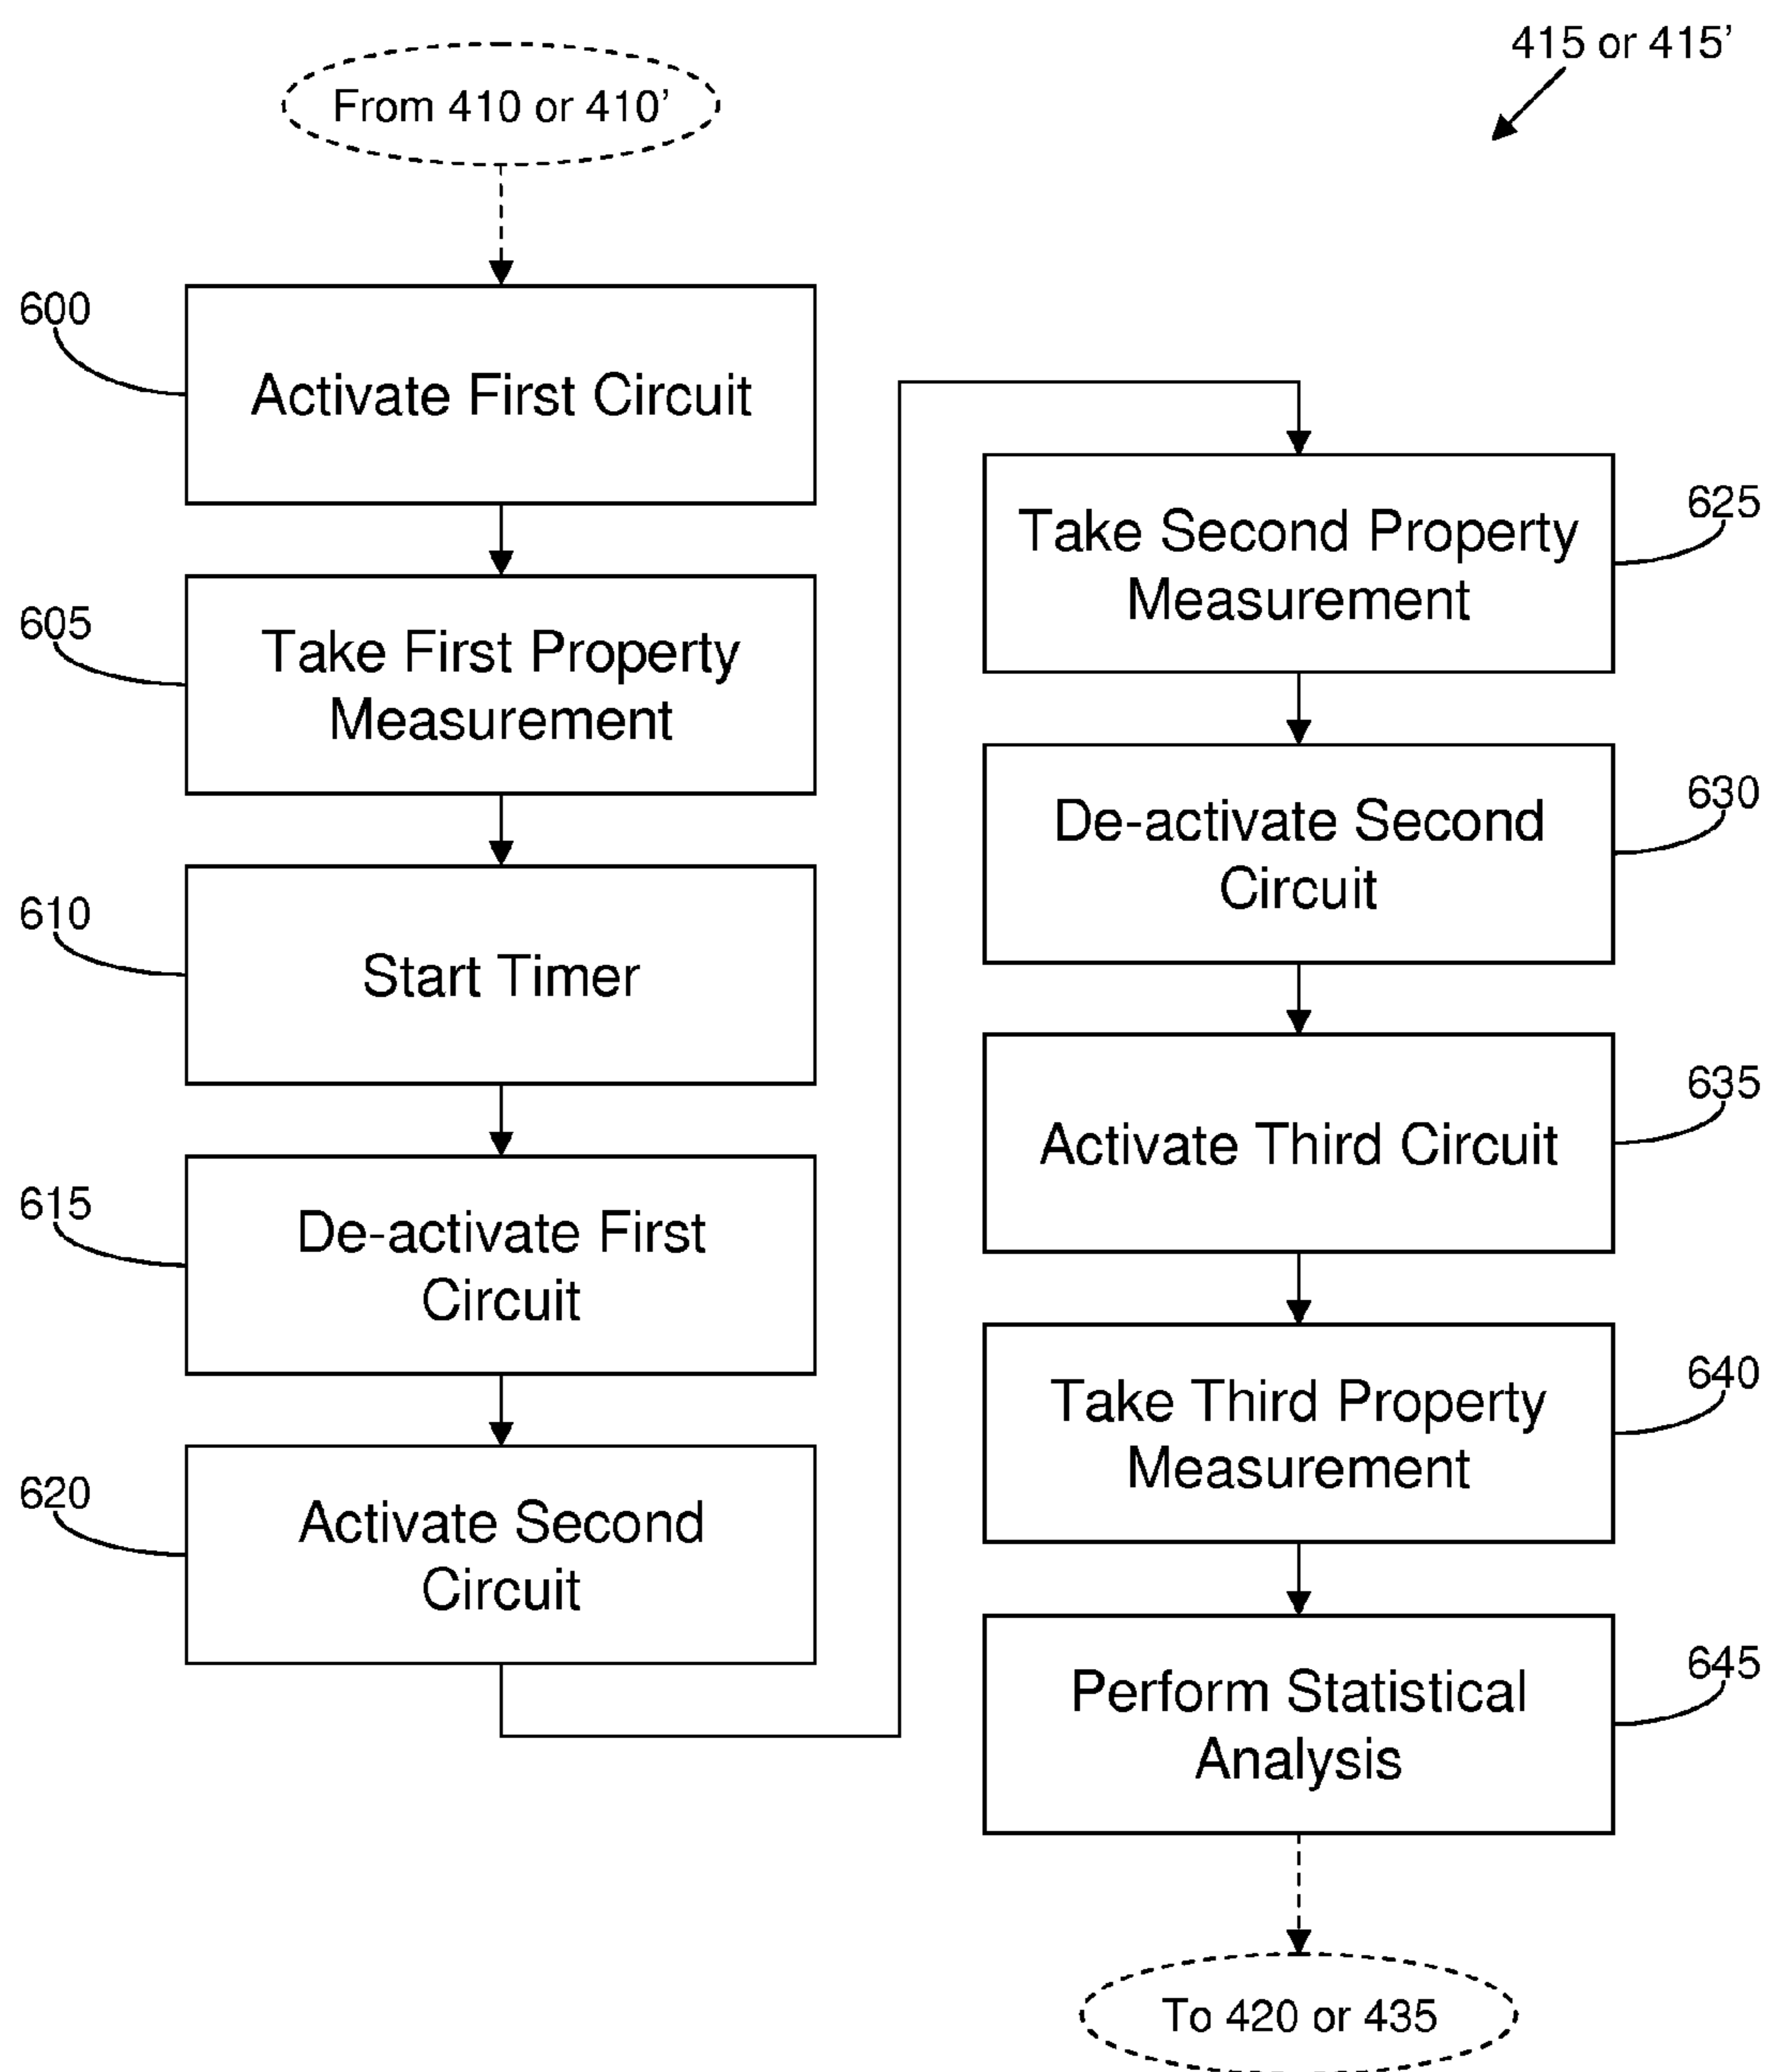 415 or 415’
From 410 or 410’
600
Activate First Circuit
605
Take First Property
Measurement
610
Start Timer
615
De-activate First
Circuit
620
Activate Second
Circuit
625
Take Second Property
Measurement
630
De-activate Second
Circuit
635
Activate Third Circuit
640
Take Third Property
Measurement
645
Perform Statistical
Analysis
To 420 or 435